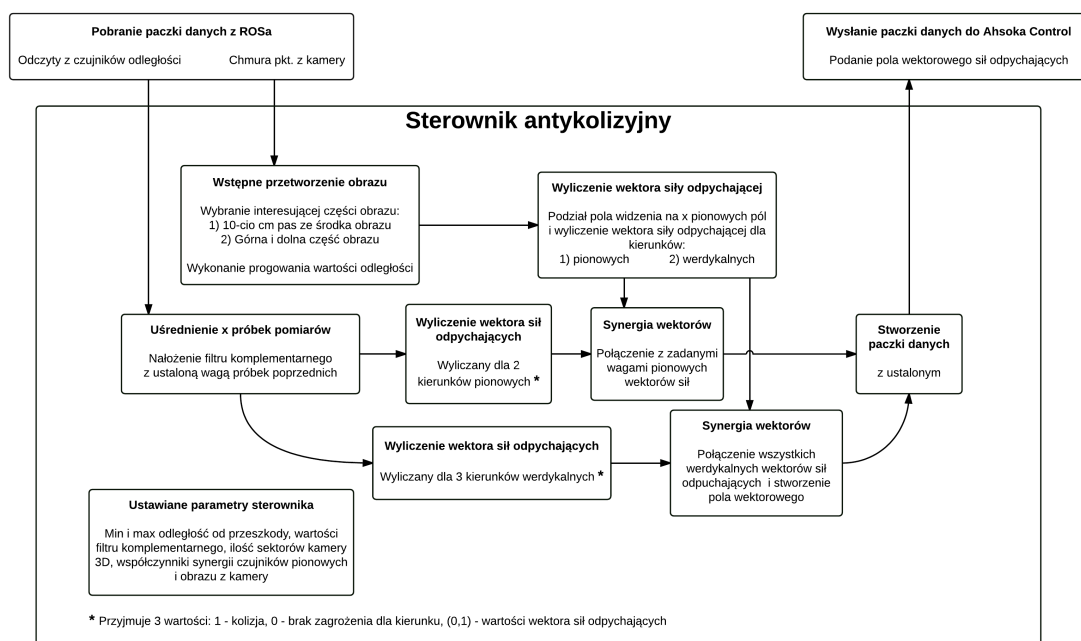 Pobranie paczki danych z ROSa
Odczyty z czujników odległości Chmura pkt. z kamery
Wysłanie paczki danych do Ahsoka Control
Podanie pola wektorowego sił odpychających
Sterownik antykolizyjny
Wstępne przetworzenie obrazu
Wybranie interesującej części obrazu:
1) 10-cio cm pas ze środka obrazu
2) Górna i dolna część obrazu
Wykonanie progowania wartości odległości
Wyliczenie wektora siły odpychającej
Podział pola widzenia na x pionowych pól
i wyliczenie wektora siły odpychającej dla
kierunków:
1) pionowych 2) werdykalnych
Uśrednienie x próbek pomiarów
Nałożenie filtru komplementarnego
z ustaloną wagą próbek poprzednich
Wyliczenie wektora sił
odpychających
Wyliczany dla 2
kierunków pionowych *
Synergia wektorów
Połączenie z zadanymi
wagami pionowych
wektorów sił
Stworzenie
paczki danych
z ustalonym
Wyliczenie wektora sił odpychających
Wyliczany dla 3 kierunków werdykalnych *
Synergia wektorów
Połączenie wszystkich
werdykalnych wektorów sił
odpuchających i stworzenie
pola wektorowego
Ustawiane parametry sterownika
Min i max odległość od przeszkody, wartości
filtru komplementarnego, ilość sektorów kamery
3D, współczynniki synergii czujników pionowych
i obrazu z kamery
* Przyjmuje 3 wartości: 1 - kolizja, 0 - brak zagrożenia dla kierunku, (0,1) - wartości wektora sił odpychających